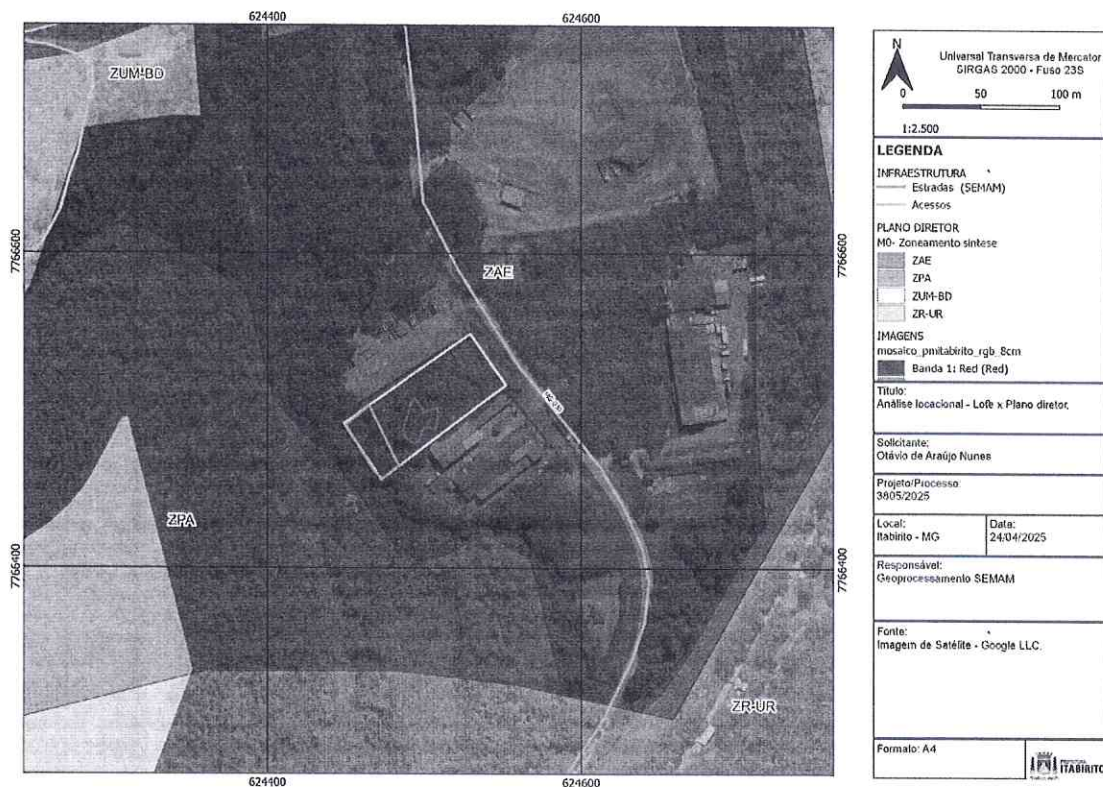 624400
624600
ZUM-BD
7766600
7766600
ZAE
ZPA
7766400
7766400
ZR-UR
624400
624600
N
Universal Transversa de Mercator
SIRGAS 2000 - Fuso 23S
0 50 100 m
1:2.500
LEGENDA
INFRAESTRUTURA
Estradas (SEMAM)
Acessos
PLANO DIRETOR
M0- Zoneamento síntese
ZAE
ZPA
ZUM-BD
ZR-UR
IMAGENS
mosaico_pmitabirito_rgb_8cm
Banda 1: Red (Red)
Título:
Análise locacional - Lote x Plano diretor.
Solicitante:
Otávio de Araújo Nunes
Projeto/Processo:
3805/2025
Local:
Itabirito - MG
Data:
24/04/2025
Responsável:
Geoprocessamento SEMAM
Fonte:
Imagem de Satélite - Google LLC.
Formato: A4
PREFEITURA
ITABIRITO